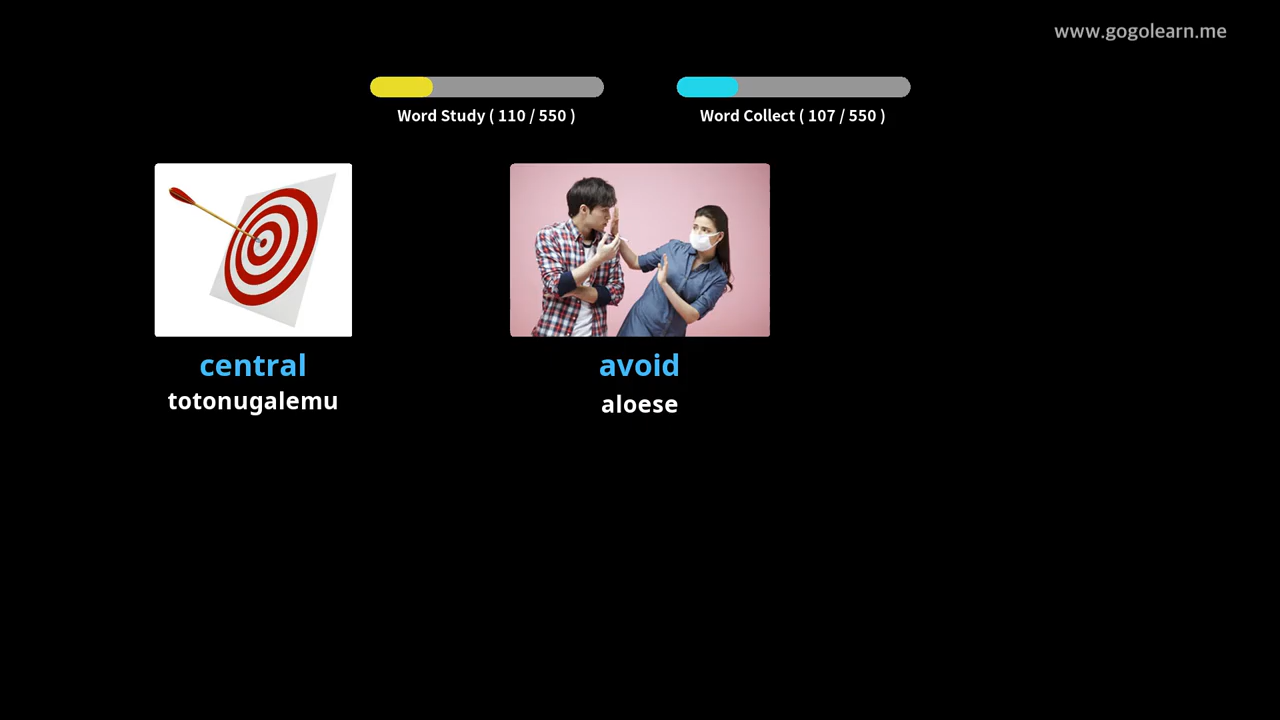 www.gogolearn.me
Word Study ( 110 / 550 )
Word Collect ( 107 / 550 )
central
totonugalemu
avoid
aloese